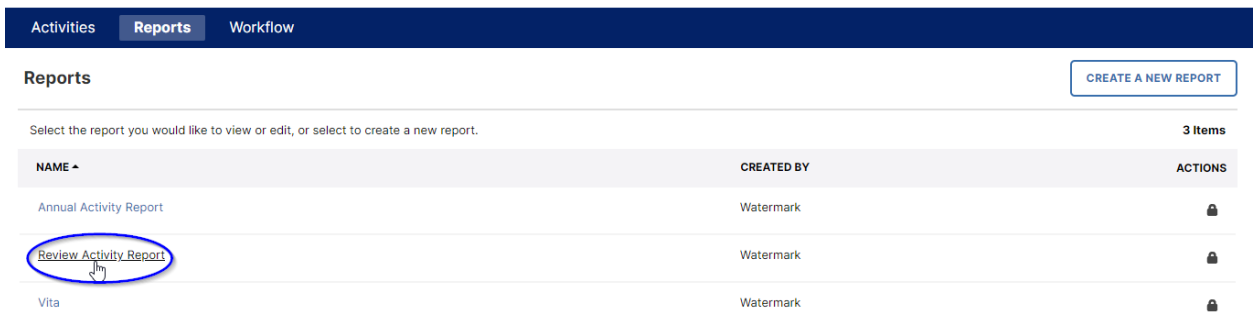 Activities Reports Workflow
Reports CREATE A NEW REPORT
Select the report you would like to view or edit, or select to create a new report. 3 Items
NAME CREATED BY ACTIONS
Annual Activity Report Watermark
Review Activity Report Watermark
Vita Watermark